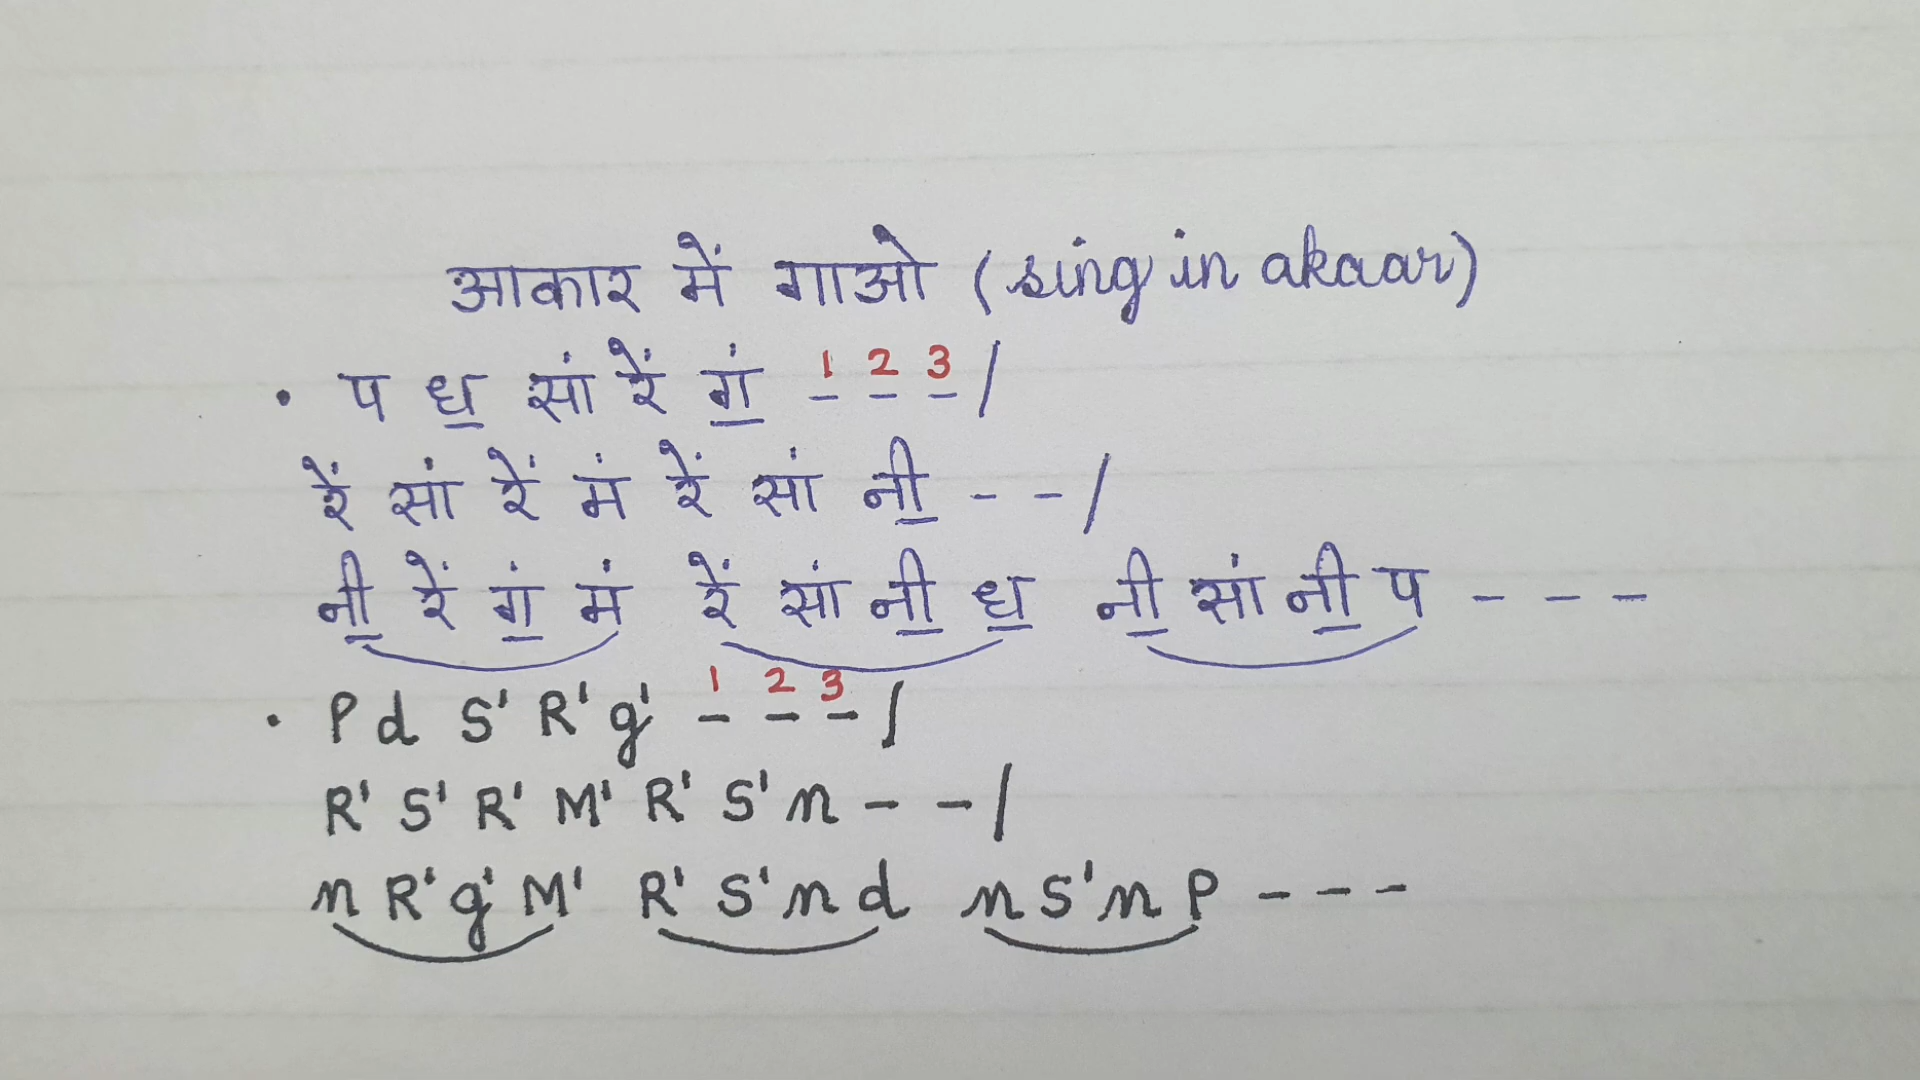 आकार में गाओ (sing in akaar)
• प ध॒ सां रें गं॒ 1 2 3 - - - /
रें सां रें मं रें सां नी॒ - - /
नी॒ रें गं॒ मं रें सां नी॒ ध॒ नी॒ सां नी॒ प - - -
• P d S' R' g' 1 2 3 - - - /
R' S' R' M' R' S' n - - /
n R' g' M' R' S' n d n S' n P - - -